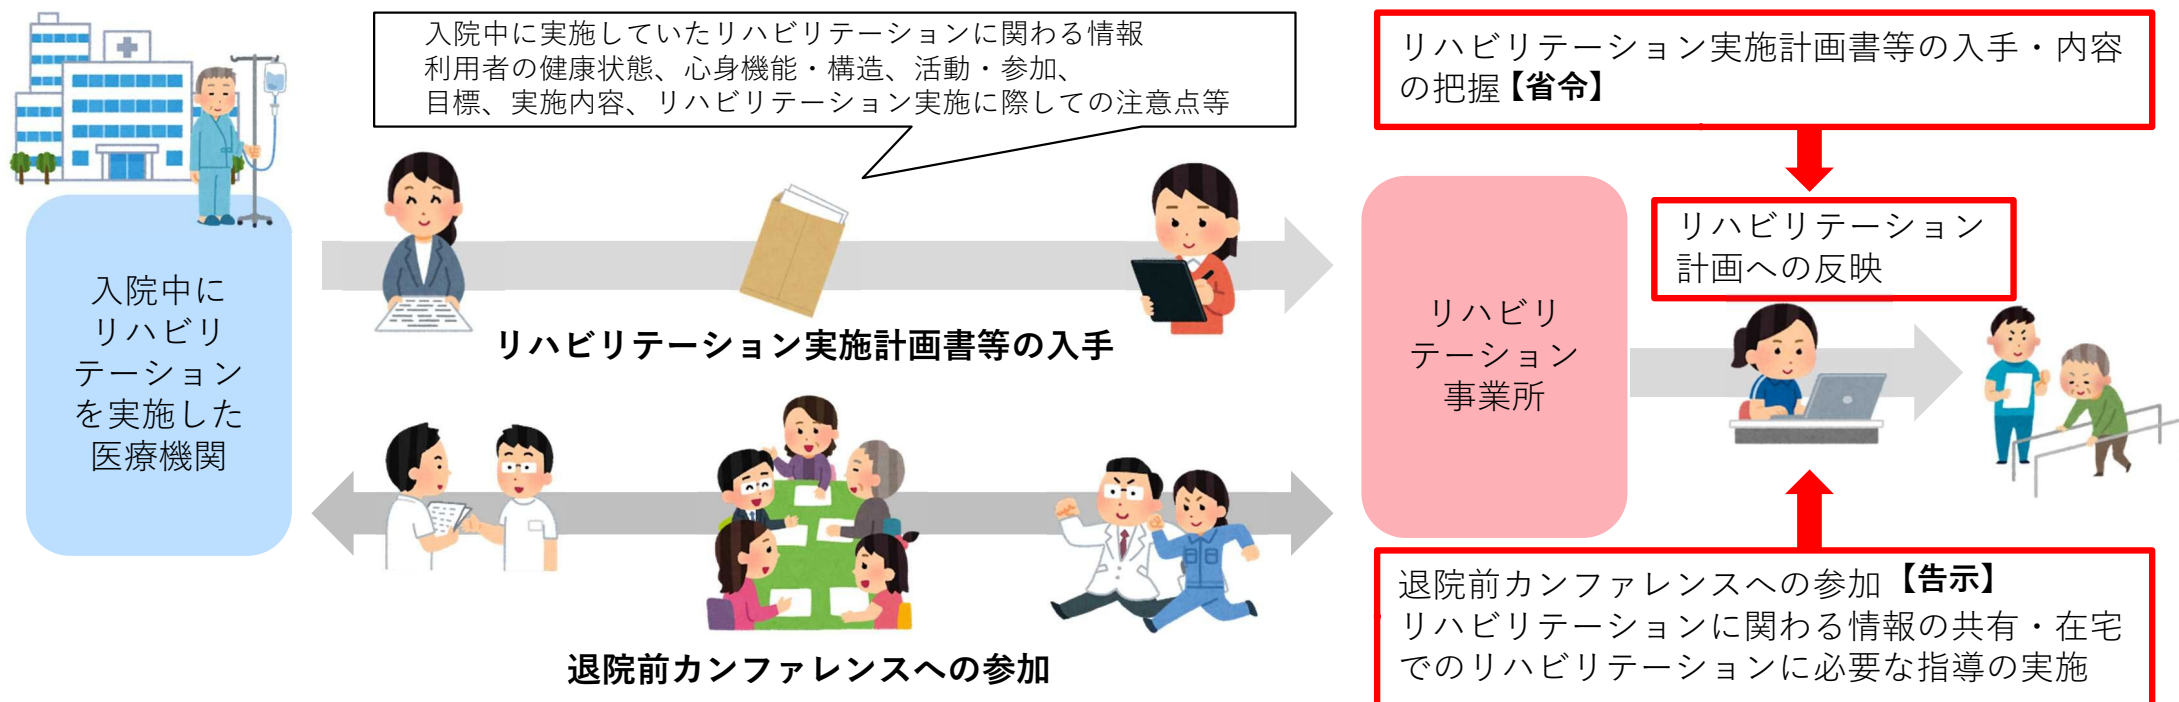 入院中に実施していたリハビリテーションに関わる情報
利用者の健康状態、心身機能・構造、活動・参加、
目標、実施内容、リハビリテーション実施に際しての注意点等
リハビリテーション実施計画書等の入手・内容
の把握【省令】
入院中に
リハビリ
テーション
を実施した
医療機関
リハビリテーション実施計画書等の入手
リハビリ
テーション
事業所
リハビリテーション
計画への反映
退院前カンファレンスへの参加
退院前カンファレンスへの参加【告示】
リハビリテーションに関わる情報の共有・在宅
でのリハビリテーションに必要な指導の実施